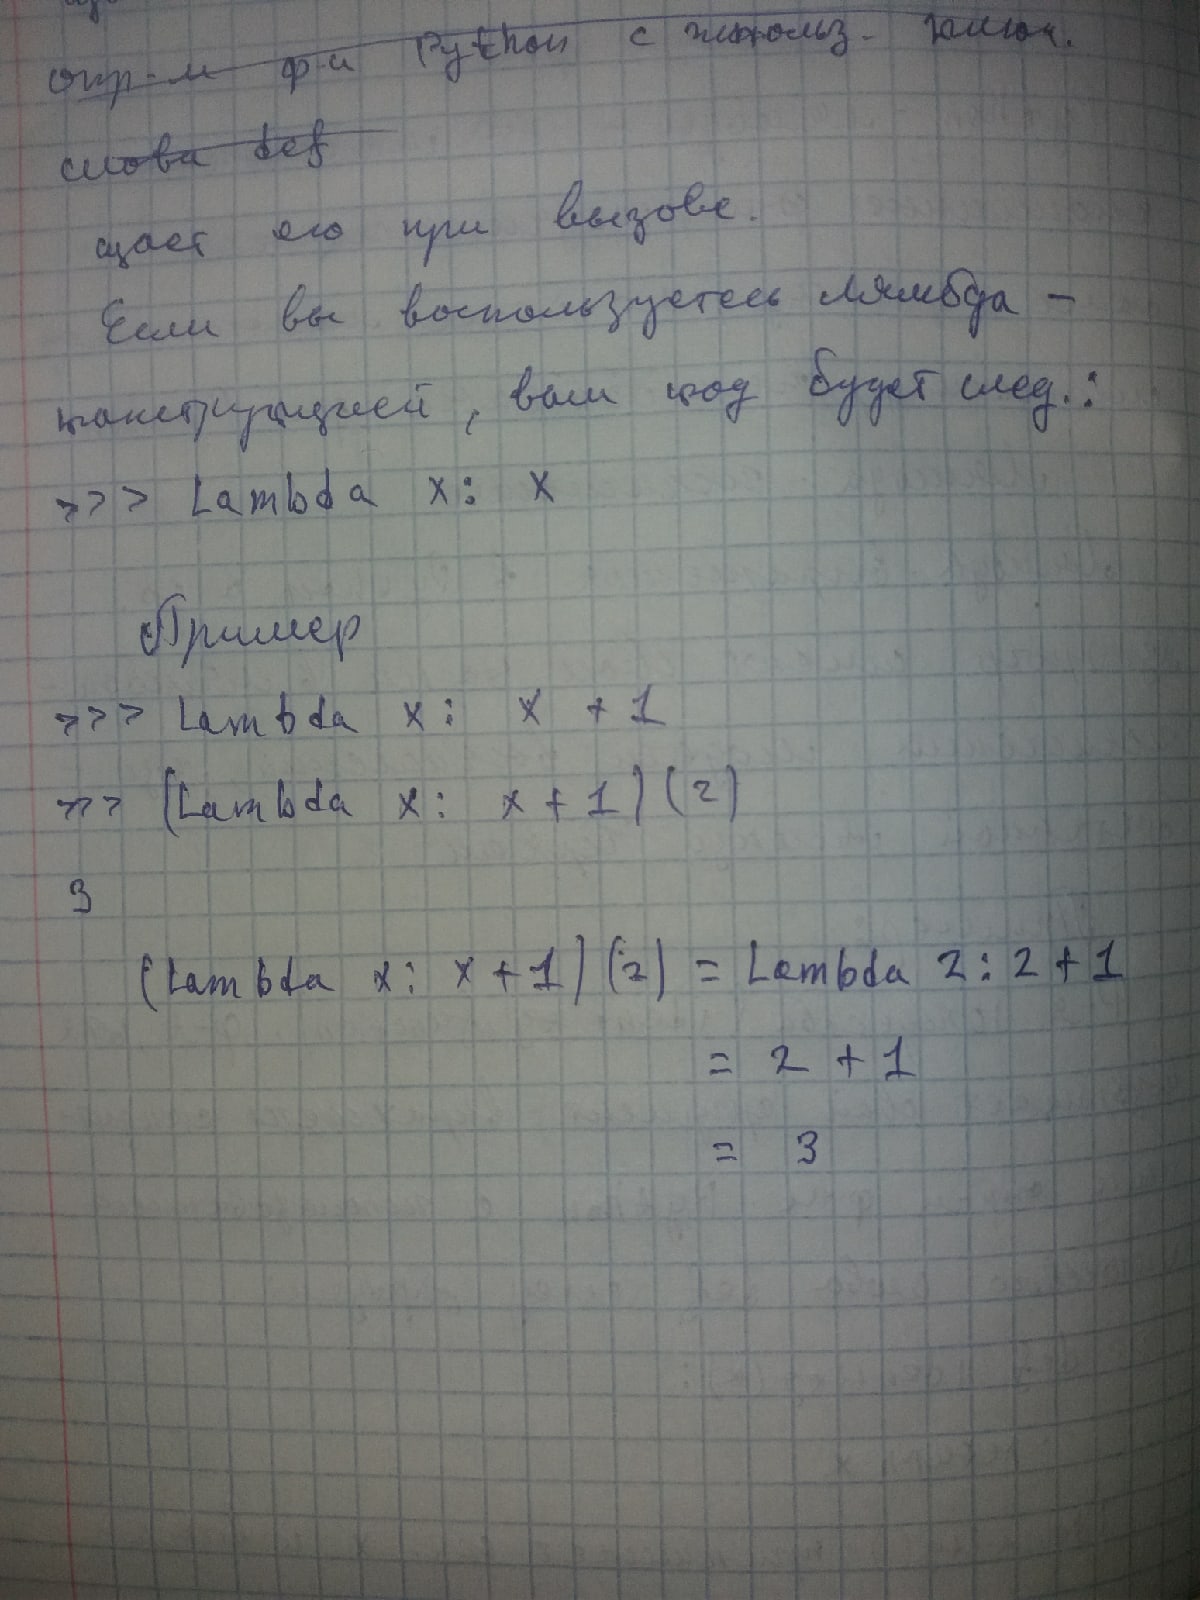 опр-м ф-и Python с использ. ключ.
слова def
щает его при вызове.
Если вы воспользуетесь лямбда -
конструкцией, ваш код будет след.:
>>> Lambda x: x
Пример
>>> Lambda x: x + 1
>>> (Lambda x: x + 1) (2)
3
(Lambda x: x + 1) (2) = Lambda 2: 2 + 1
= 2 + 1
= 3